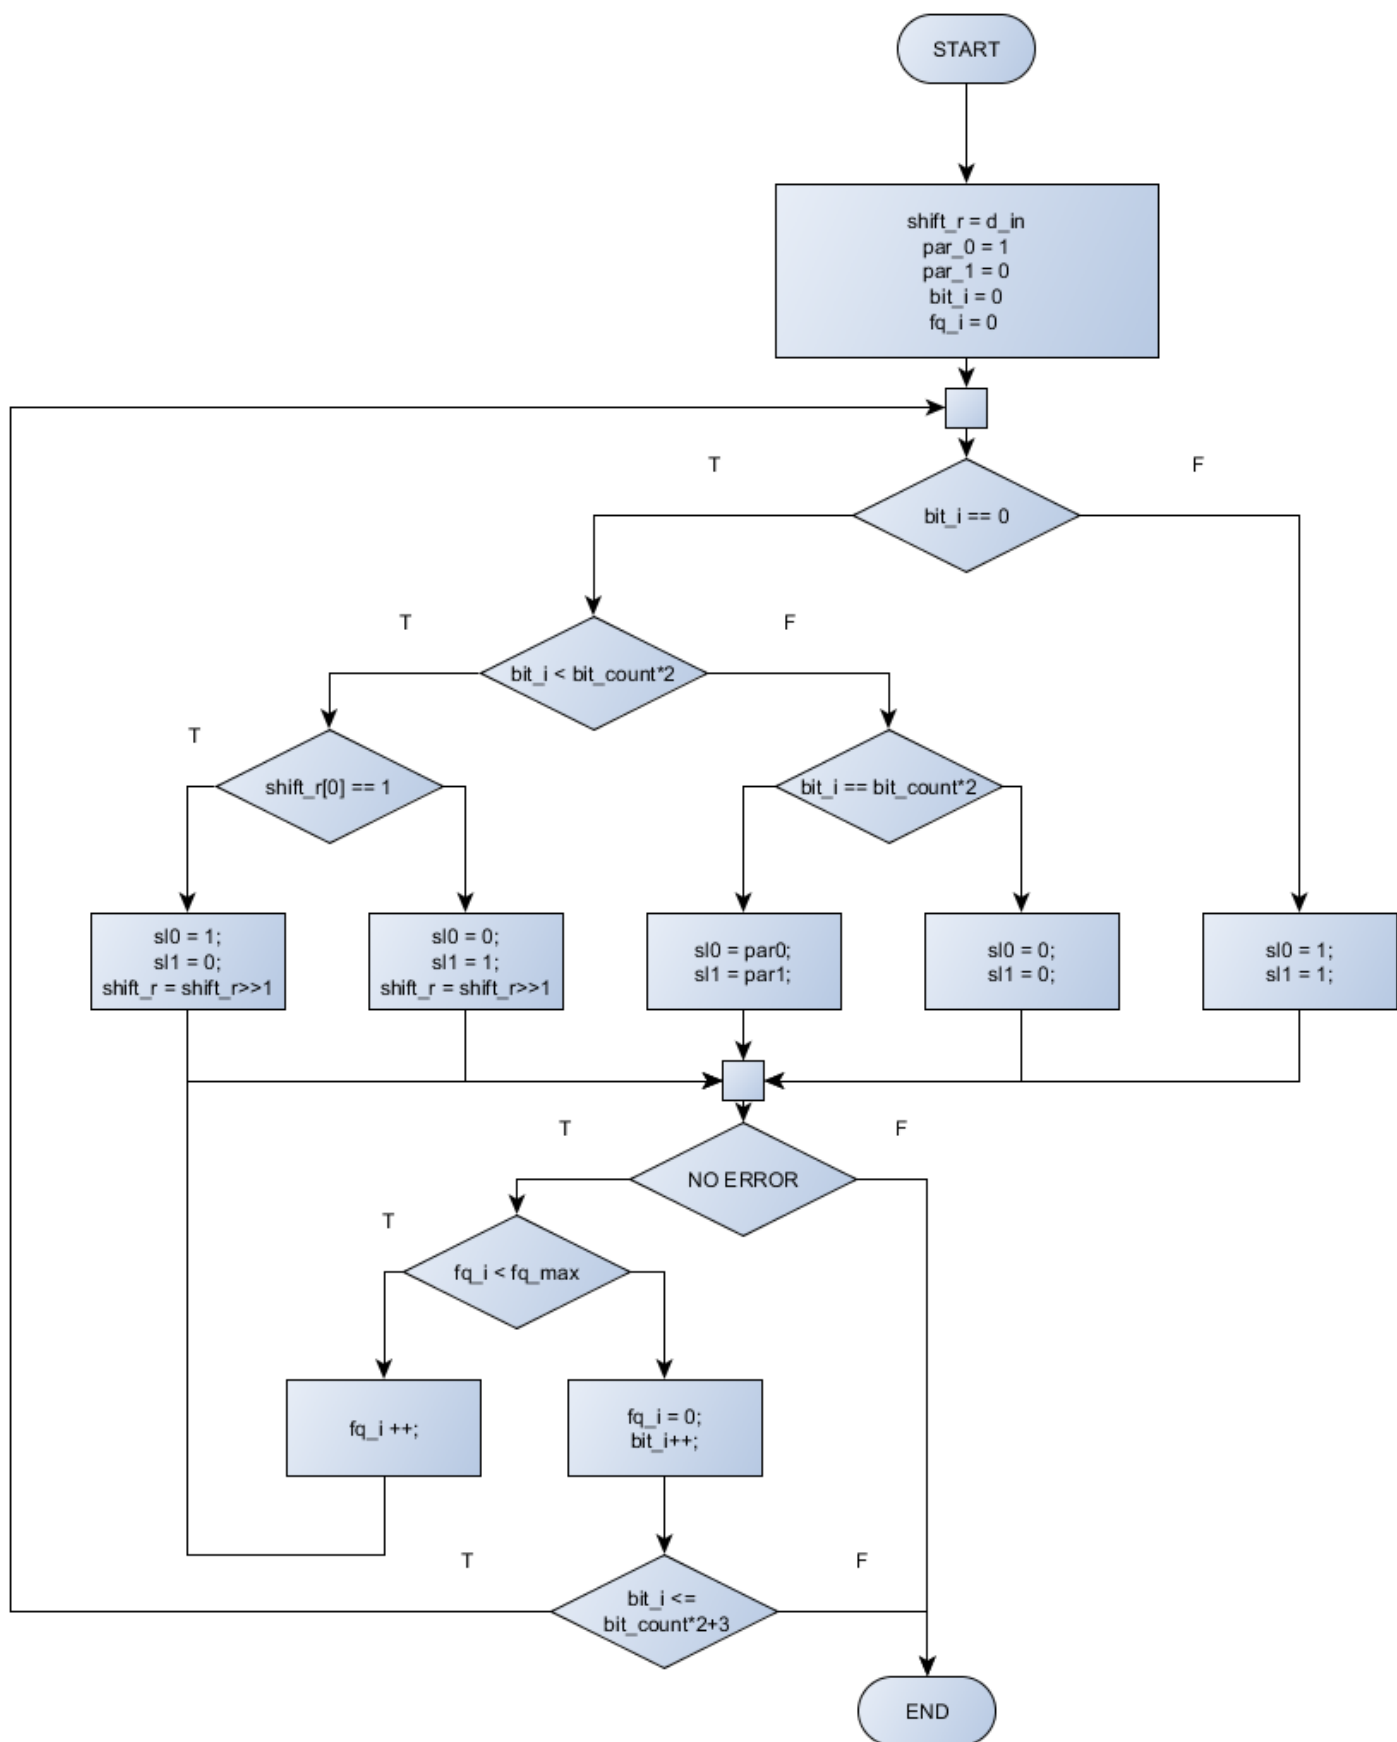 START
shift_r = d_in
par_0 = 1
par_1 = 0
bit_i = 0
fq_i = 0
T
F
bit_i == 0
T
F
bit_i < bit_count*2
T
shift_r[0] == 1
bit_i == bit_count*2
sl0 = 1;
sl1 = 0;
shift_r = shift_r>>1
sl0 = 0;
sl1 = 1;
shift_r = shift_r>>1
sl0 = par0;
sl1 = par1;
sl0 = 0;
sl1 = 0;
sl0 = 1;
sl1 = 1;
T
F
NO ERROR
T
fq_i < fq_max
fq_i ++;
fq_i = 0;
bit_i++;
T
F
bit_i <=
bit_count*2+3
END